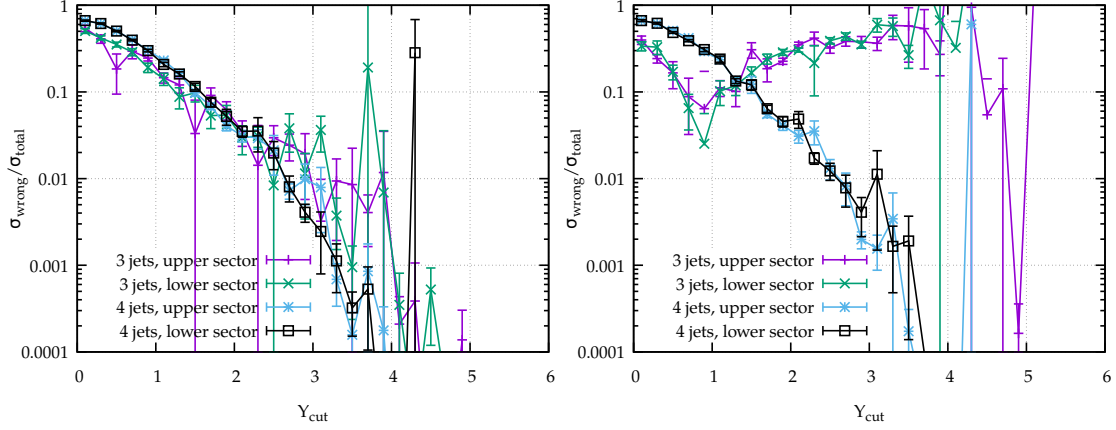 1
0.1
0.01
0.001
0.0001
σwrong/σtotal
3 jets, upper sector
3 jets, lower sector
4 jets, upper sector
4 jets, lower sector
0 1 2 3 4 5 6
Ycut
1
0.1
0.01
0.001
0.0001
σwrong/σtotal
3 jets, upper sector
3 jets, lower sector
4 jets, upper sector
4 jets, lower sector
0 1 2 3 4 5 6
Ycut